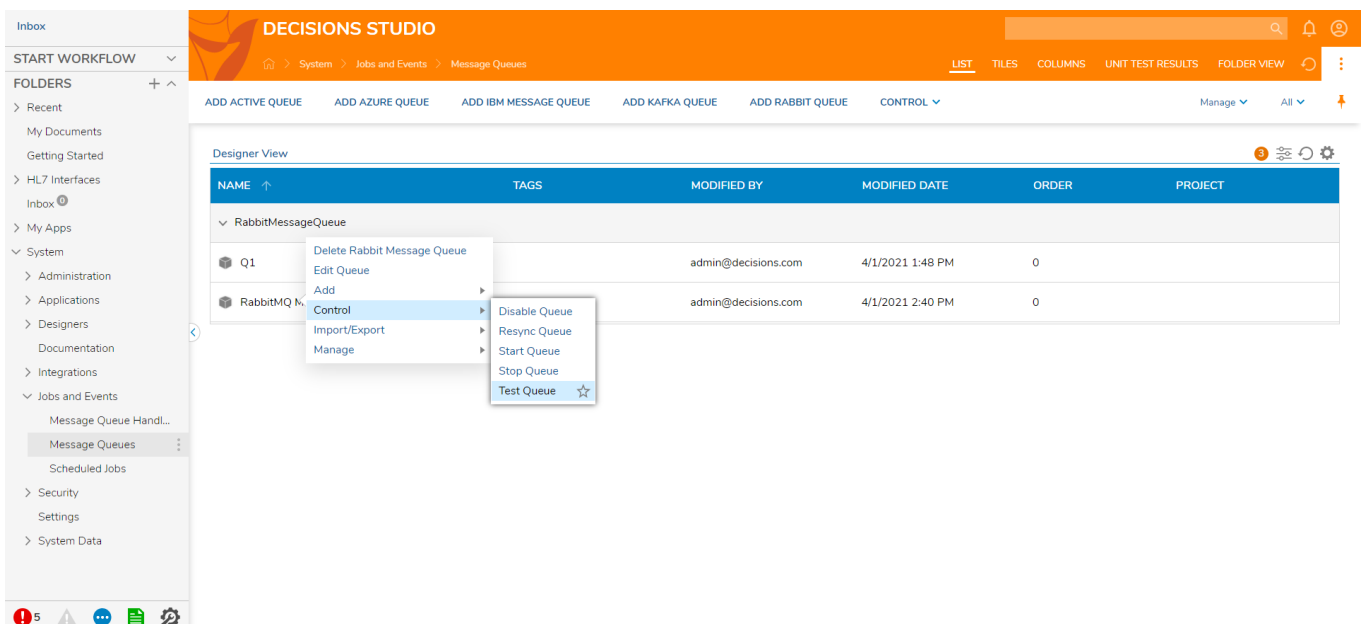 Inbox
START WORKFLOW
FOLDERS
Recent
My Documents
Getting Started
HL7 Interfaces
Inbox 0
My Apps
System
Administration
Applications
Designers
Documentation
Integrations
Jobs and Events
Message Queue Handl...
Message Queues
Scheduled Jobs
Security
Settings
System Data
5
DECISIONS STUDIO
System > Jobs and Events > Message Queues
LIST TILES COLUMNS UNIT TEST RESULTS FOLDER VIEW
ADD ACTIVE QUEUE ADD AZURE QUEUE ADD IBM MESSAGE QUEUE ADD KAFKA QUEUE ADD RABBIT QUEUE CONTROL Manage All
Designer View 3
NAME TAGS MODIFIED BY MODIFIED DATE ORDER PROJECT
RabbitMessageQueue
Q1 admin@decisions.com 4/1/2021 1:48 PM 0
RabbitMQ M admin@decisions.com 4/1/2021 2:40 PM 0
Delete Rabbit Message Queue
Edit Queue
Add
Control
Import/Export
Manage
Disable Queue
Resync Queue
Start Queue
Stop Queue
Test Queue